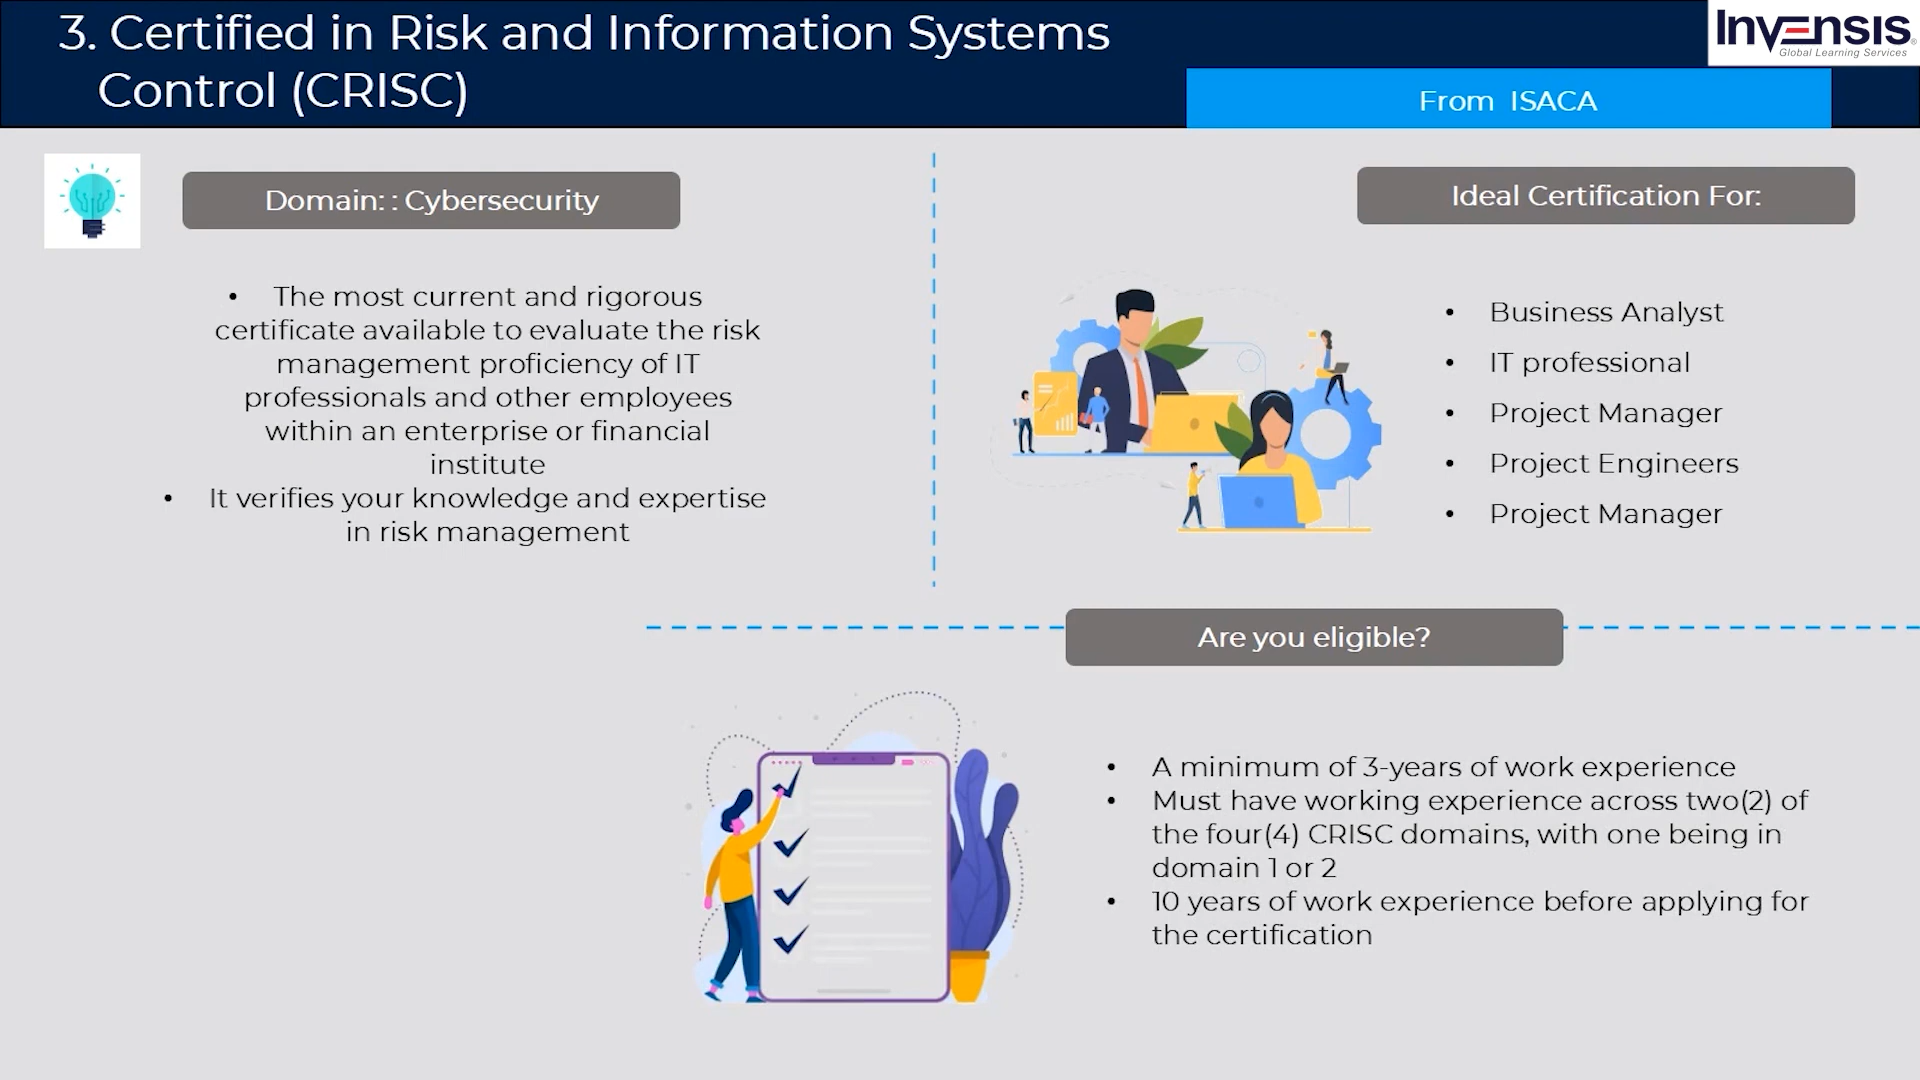 3. Certified in Risk and Information Systems
Control (CRISC)
Invensis
Global Learning Services
From ISACA
Domain: : Cybersecurity
• The most current and rigorous
certificate available to evaluate the risk
management proficiency of IT
professionals and other employees
within an enterprise or financial
institute
• It verifies your knowledge and expertise
in risk management
Ideal Certification For:
• Business Analyst
• IT professional
• Project Manager
• Project Engineers
• Project Manager
Are you eligible?
• A minimum of 3-years of work experience
• Must have working experience across two(2) of
the four(4) CRISC domains, with one being in
domain 1 or 2
• 10 years of work experience before applying for
the certification